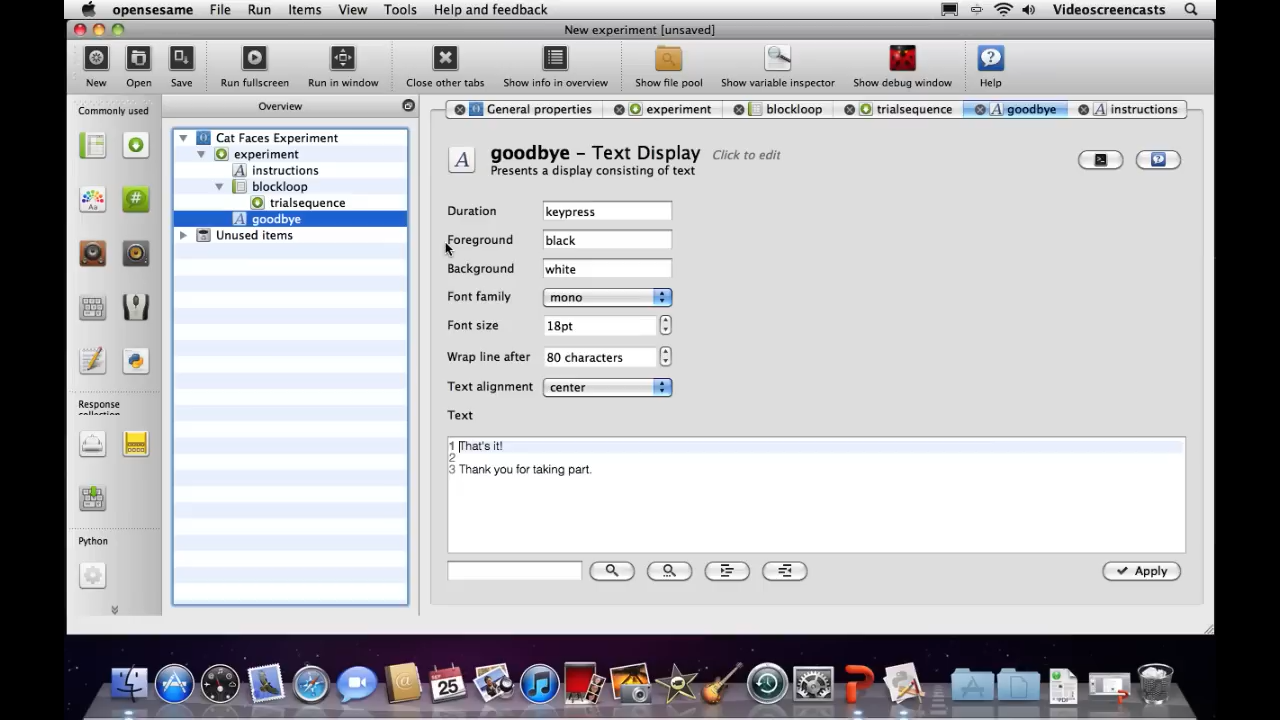 opensesame File Run Items View Tools Help and feedback Videoscreencasts
New experiment [unsaved]
New Open Save Run fullscreen Run in window Close other tabs Show info in overview Show file pool Show variable inspector Show debug window Help
Commonly used
Overview
General properties experiment blockloop trialsequence goodbye instructions
Cat Faces Experiment
experiment
instructions
blockloop
trialsequence
goodbye
Unused items
goodbye – Text Display Click to edit
Presents a display consisting of text
Duration keypress
Foreground black
Background white
Font family mono
Font size 18pt
Wrap line after 80 characters
Text alignment center
Text
1 That's it!
2
3 Thank you for taking part.
Apply
Response
collection
Python